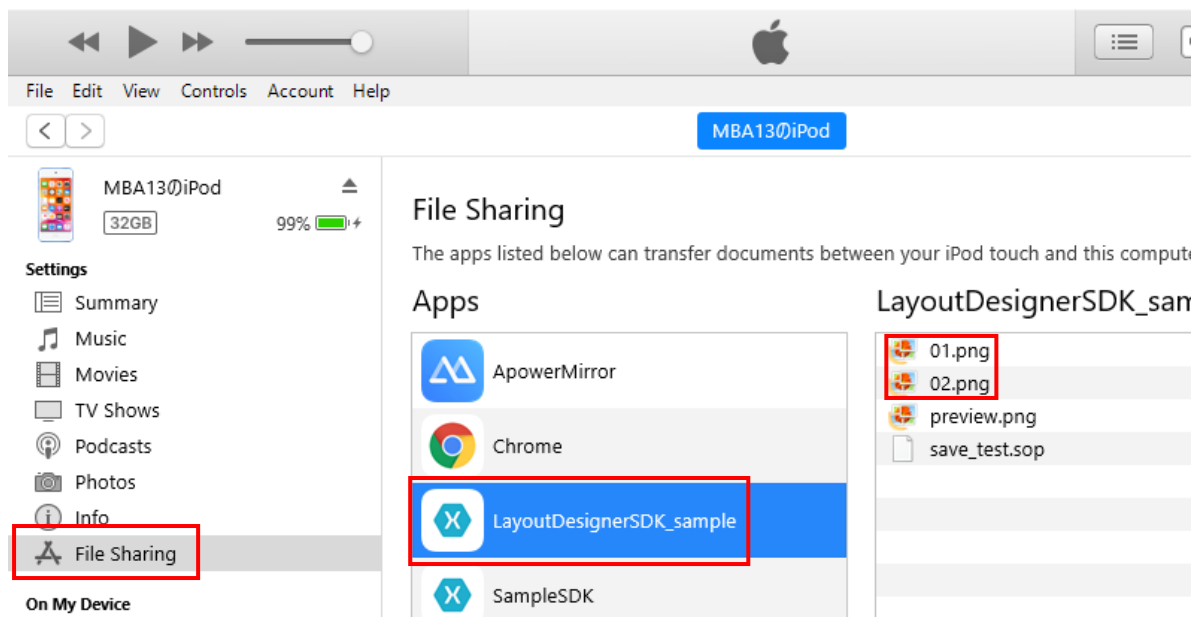 File Edit View Controls Account Help
MBA13のiPod
MBA13のiPod
32GB 99%
Settings
Summary
Music
Movies
TV Shows
Podcasts
Photos
Info
File Sharing
On My Device
File Sharing
The apps listed below can transfer documents between your iPod touch and this compute
Apps
ApowerMirror
Chrome
LayoutDesignerSDK_sample
SampleSDK
LayoutDesignerSDK_sam
01.png
02.png
preview.png
save_test.sop